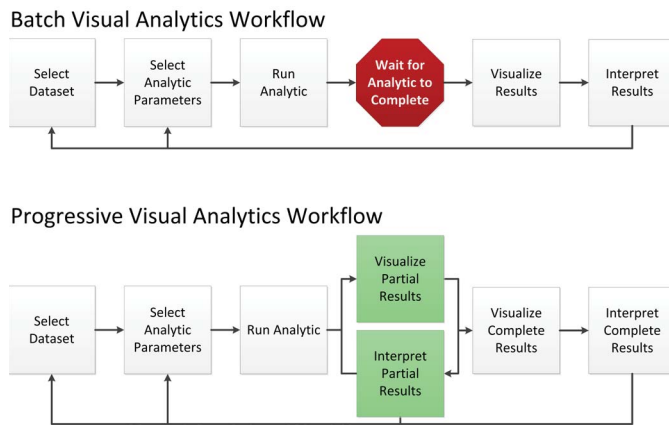 Batch Visual Analytics Workflow
Select
Dataset
Select
Analytic
Parameters
Run
Analytic
Wait for
Analytic to
Complete
Visualize
Results
Interpret
Results
Progressive Visual Analytics Workflow
Select
Dataset
Select
Analytic
Parameters
Run Analytic
Visualize
Partial
Results
Interpret
Partial
Results
Visualize
Complete
Results
Interpret
Complete
Results